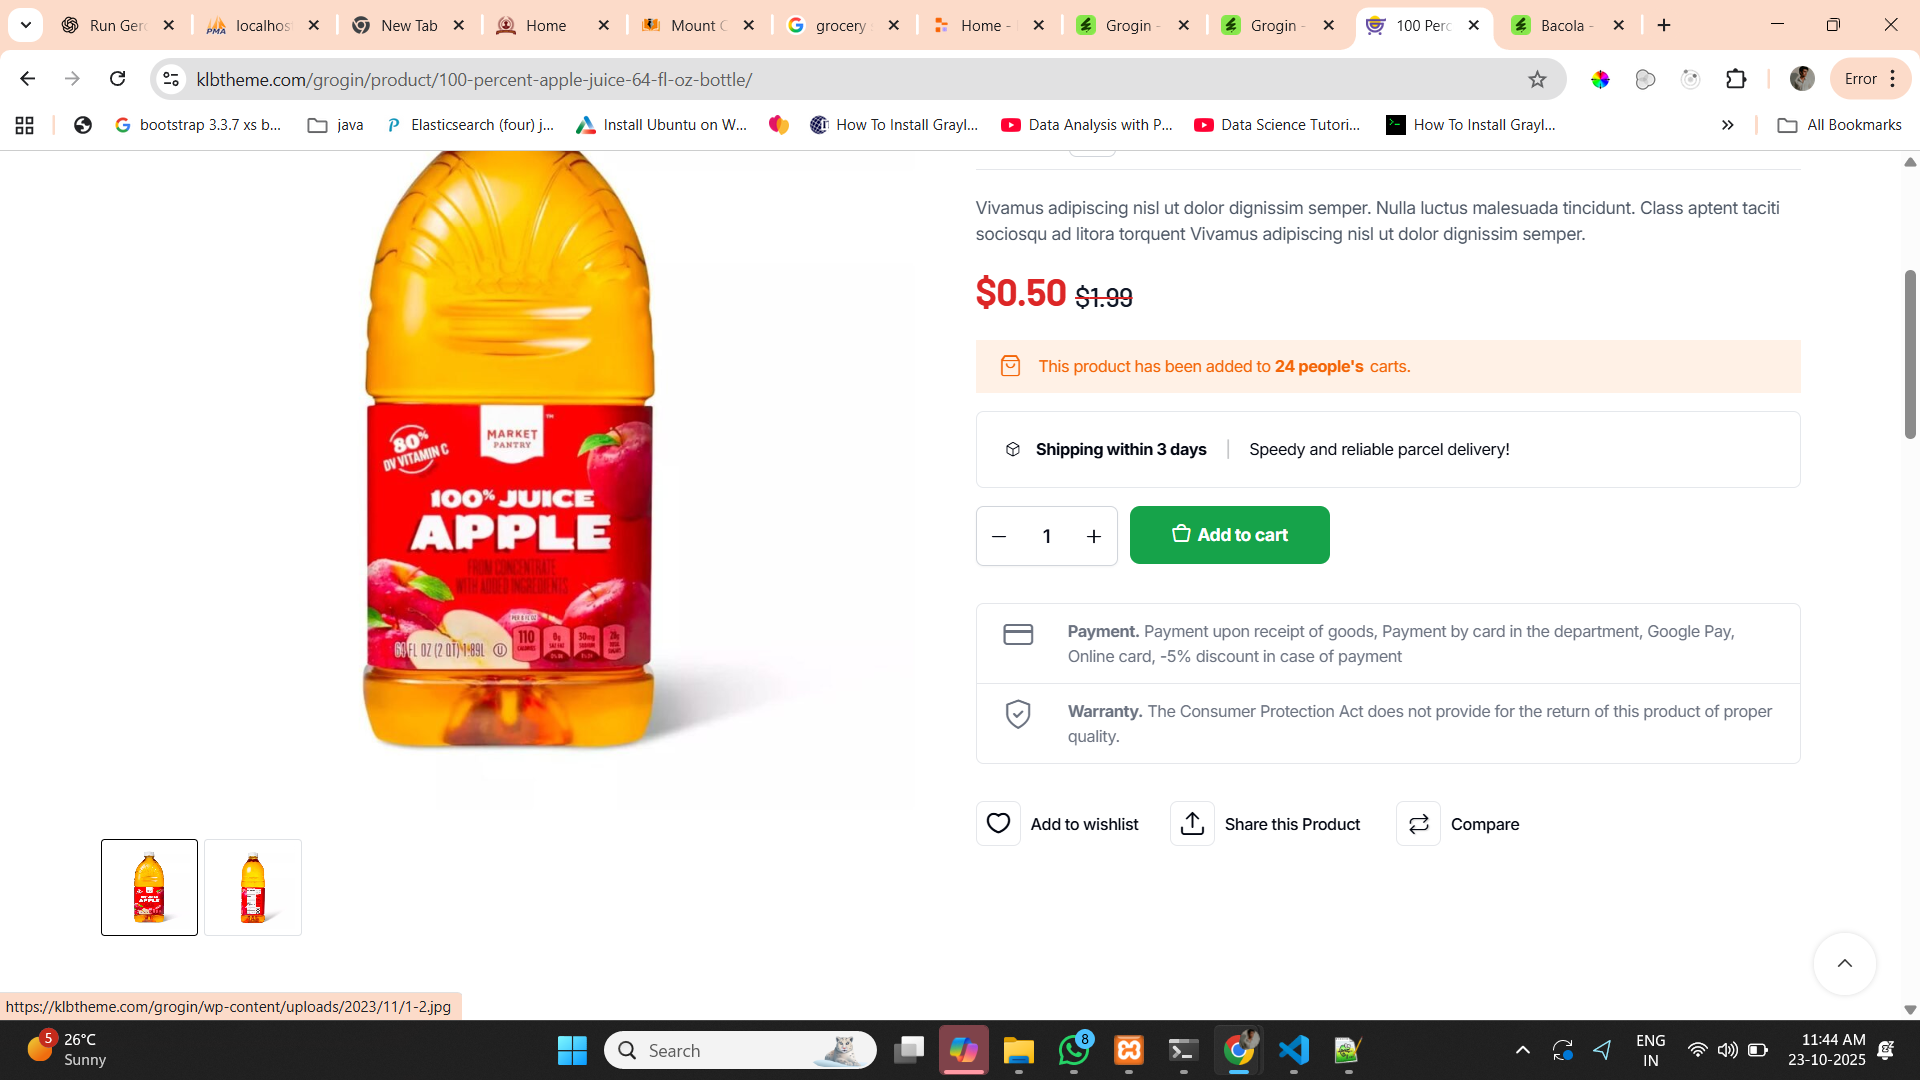 Run Ger
localhos
New Tab
Home
Mount G
grocery
Home -
Grogin -
Grogin -
100 Perc
Bacola -
klbtheme.com/grogin/product/100-percent-apple-juice-64-fl-oz-bottle/
Error
bootstrap 3.3.7 xs b...
java
Elasticsearch (four) j...
Install Ubuntu on W...
How To Install Grayl...
Data Analysis with P...
Data Science Tutori...
How To Install Grayl...
All Bookmarks
80%
DV VITAMIN C
MARKET
PANTRY
™
100% JUICE
APPLE
FROM CONCENTRATE
WITH ADDED INGREDIENTS
64 FL OZ (2 QT) 1.89L
110
CALORIES
0g
SAT FAT
30mg
SODIUM
28g
Vivamus adipiscing nisl ut dolor dignissim semper. Nulla luctus malesuada tincidunt. Class aptent taciti
sociosqu ad litora torquent Vivamus adipiscing nisl ut dolor dignissim semper.
$0.50 $1.99
This product has been added to 24 people's carts.
Shipping within 3 days
Speedy and reliable parcel delivery!
1
Add to cart
Payment. Payment upon receipt of goods, Payment by card in the department, Google Pay,
Online card, -5% discount in case of payment
Warranty. The Consumer Protection Act does not provide for the return of this product of proper
quality.
Add to wishlist
Share this Product
Compare
https://klbtheme.com/grogin/wp-content/uploads/2023/11/1-2.jpg
5
26°C
Sunny
Search
8
ENG
IN
11:44 AM
23-10-2025